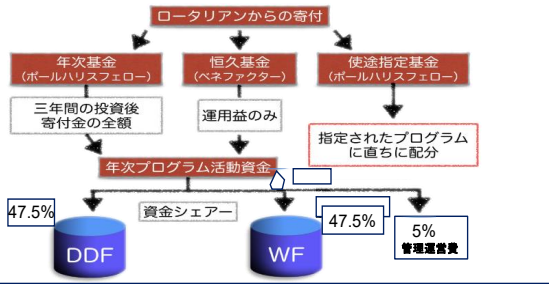 ロータリアンからの寄付
年次基金
（ポールハリスフェロー）
恒久基金
（ベネファクター）
使途指定基金
（ポールハリスフェロー）
三年間の投資後
寄付金の全額
運用益のみ
指定されたプログラム
に直ちに配分
年次プログラム活動資金
47.5%
資金シェアー
47.5%
5%
管理運営費
DDF
WF